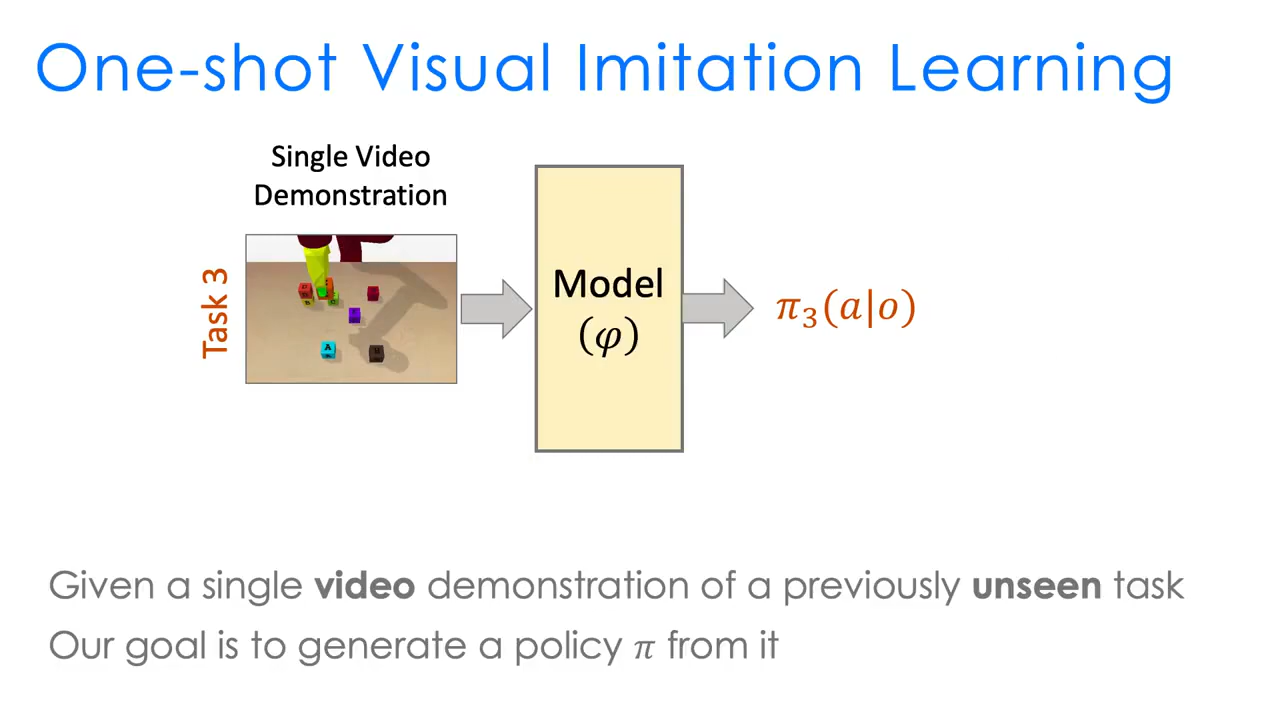 One-shot Visual Imitation Learning
Single Video
Demonstration
Task 3
Model
(φ)
π₃(a|o)
Given a single video demonstration of a previously unseen task
Our goal is to generate a policy π from it